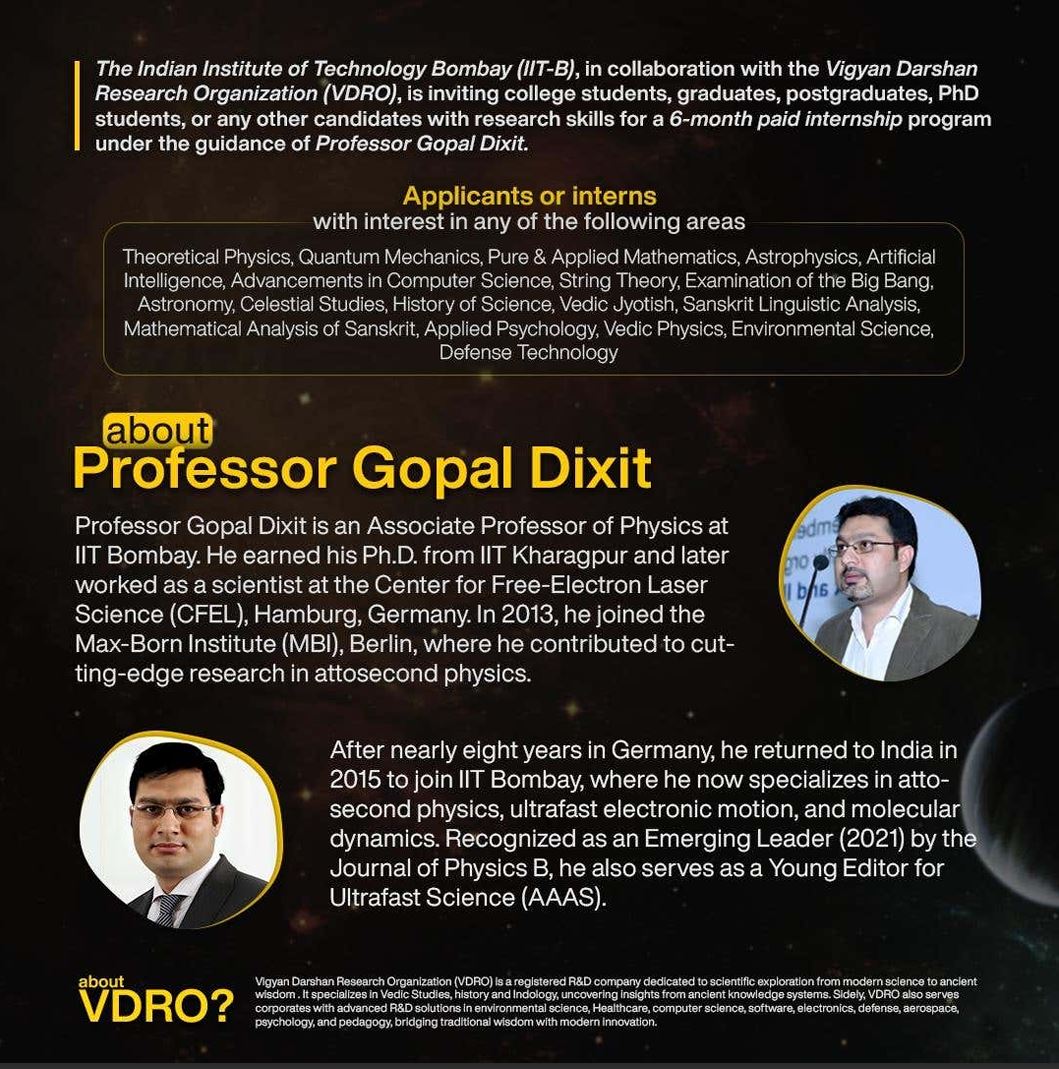 The Indian Institute of Technology Bombay (IIT-B), in collaboration with the Vigyan Darshan
Research Organization (VDRO), is inviting college students, graduates, postgraduates, PhD
students, or any other candidates with research skills for a 6-month paid internship program
under the guidance of Professor Gopal Dixit.
Applicants or interns
with interest in any of the following areas
Theoretical Physics, Quantum Mechanics, Pure & Applied Mathematics, Astrophysics, Artificial
Intelligence, Advancements in Computer Science, String Theory, Examination of the Big Bang,
Astronomy, Celestial Studies, History of Science, Vedic Jyotish, Sanskrit Linguistic Analysis,
Mathematical Analysis of Sanskrit, Applied Psychology, Vedic Physics, Environmental Science,
Defense Technology
about
Professor Gopal Dixit
Professor Gopal Dixit is an Associate Professor of Physics at
IIT Bombay. He earned his Ph.D. from IIT Kharagpur and later
worked as a scientist at the Center for Free-Electron Laser
Science (CFEL), Hamburg, Germany. In 2013, he joined the
Max-Born Institute (MBI), Berlin, where he contributed to cut-
ting-edge research in attosecond physics.
After nearly eight years in Germany, he returned to India in
2015 to join IIT Bombay, where he now specializes in atto-
second physics, ultrafast electronic motion, and molecular
dynamics. Recognized as an Emerging Leader (2021) by the
Journal of Physics B, he also serves as a Young Editor for
Ultrafast Science (AAAS).
about
VDRO?
Vigyan Darshan Research Organization (VDRO) is a registered R&D company dedicated to scientific exploration from modern science to ancient
wisdom . It specializes in Vedic Studies, history and Indology, uncovering insights from ancient knowledge systems. Sidely, VDRO also serves
corporates with advanced R&D solutions in environmental science, Healthcare, computer science, software, electronics, defense, aerospace,
psychology, and pedagogy, bridging traditional wisdom with modern innovation.